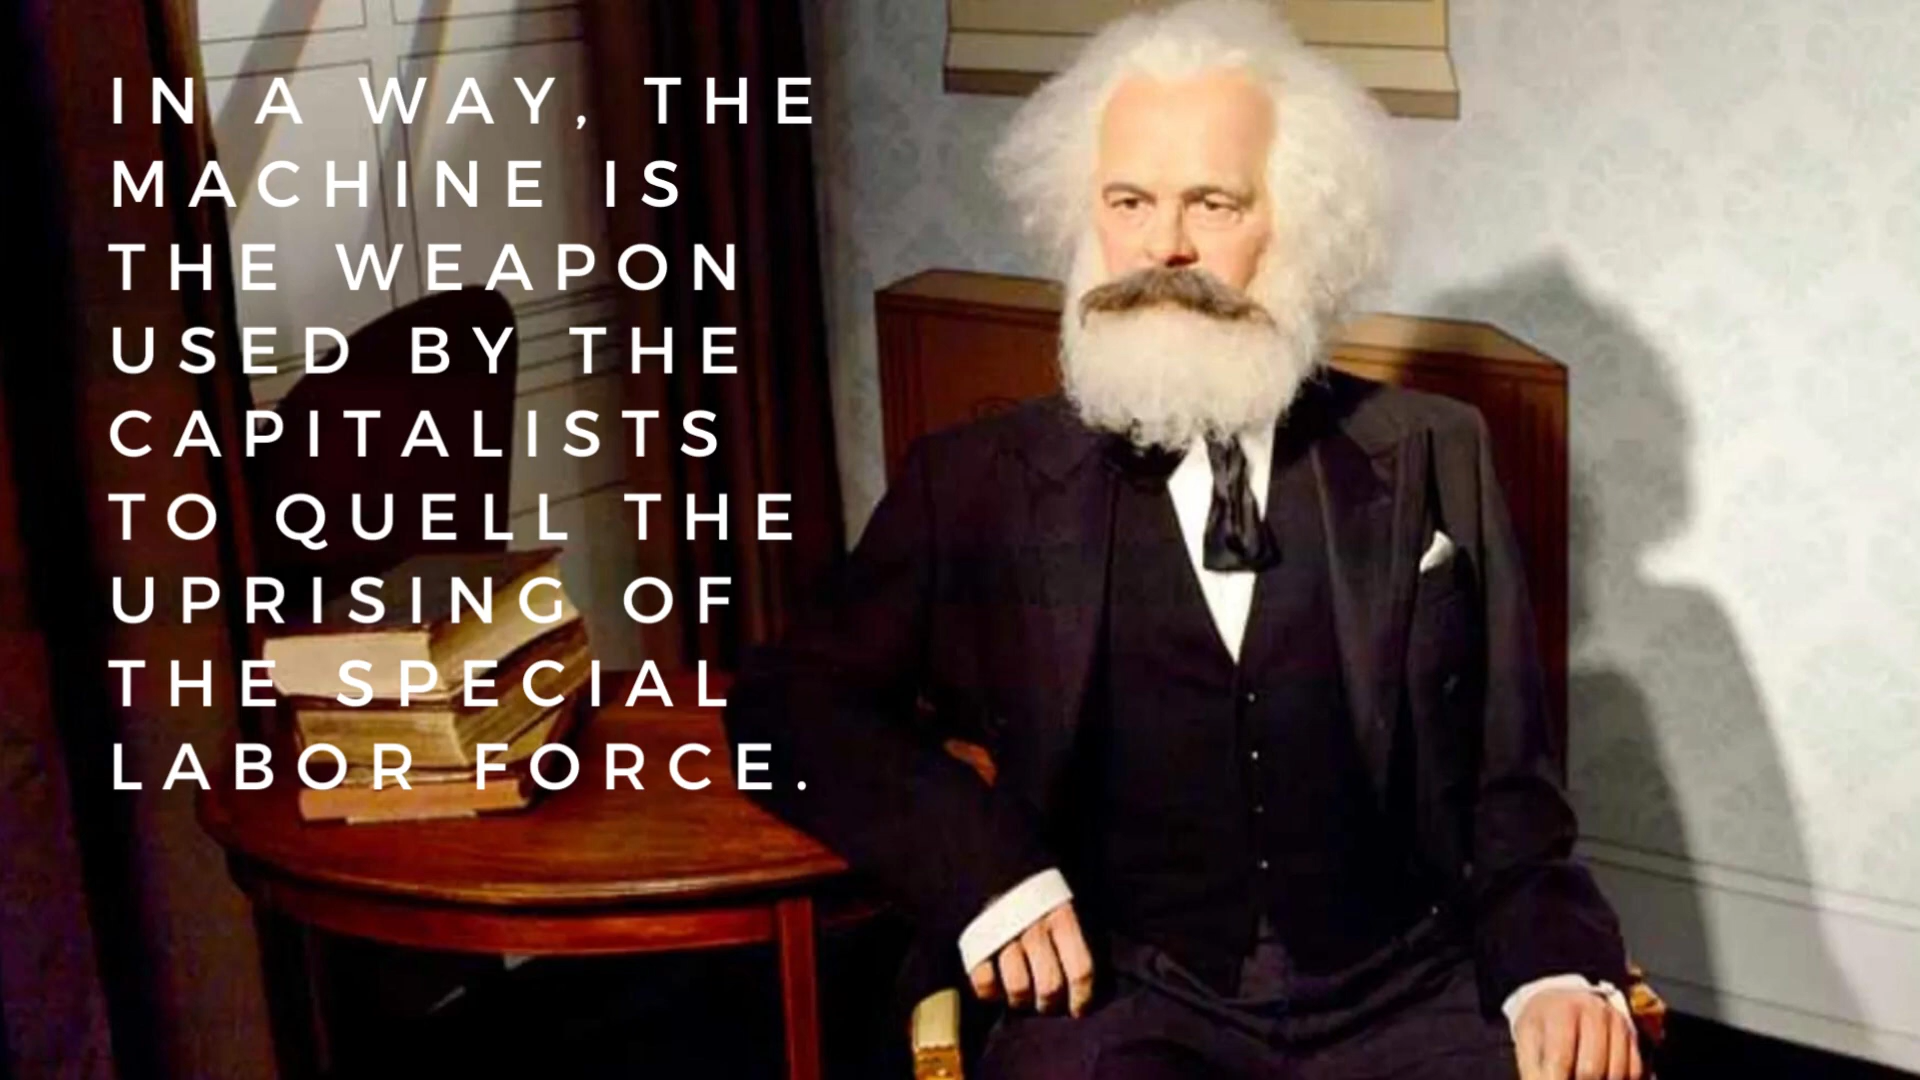 IN A WAY, THE
MACHINE IS
THE WEAPON
USED BY THE
CAPITALISTS
TO QUELL THE
UPRISING OF
THE SPECIAL
LABOR FORCE.